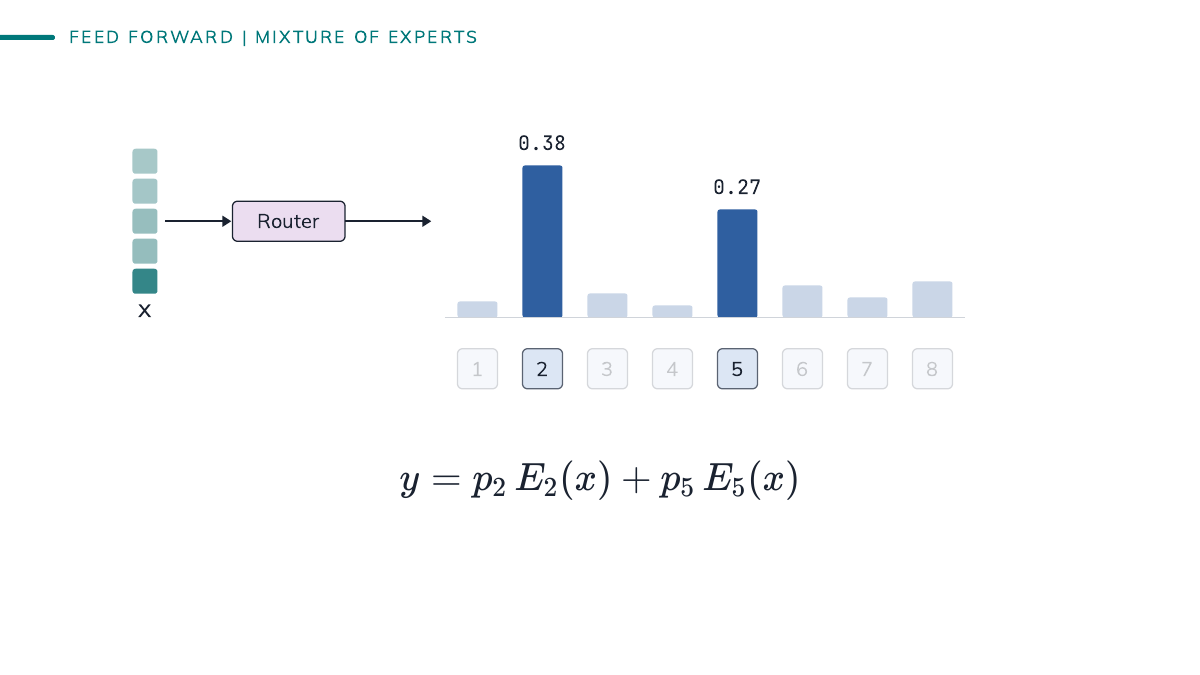 FEED FORWARD | MIXTURE OF EXPERTS
0.38
0.27
Router
x
1 2 3 4 5 6 7 8
y = p₂ E₂(x) + p₅ E₅(x)